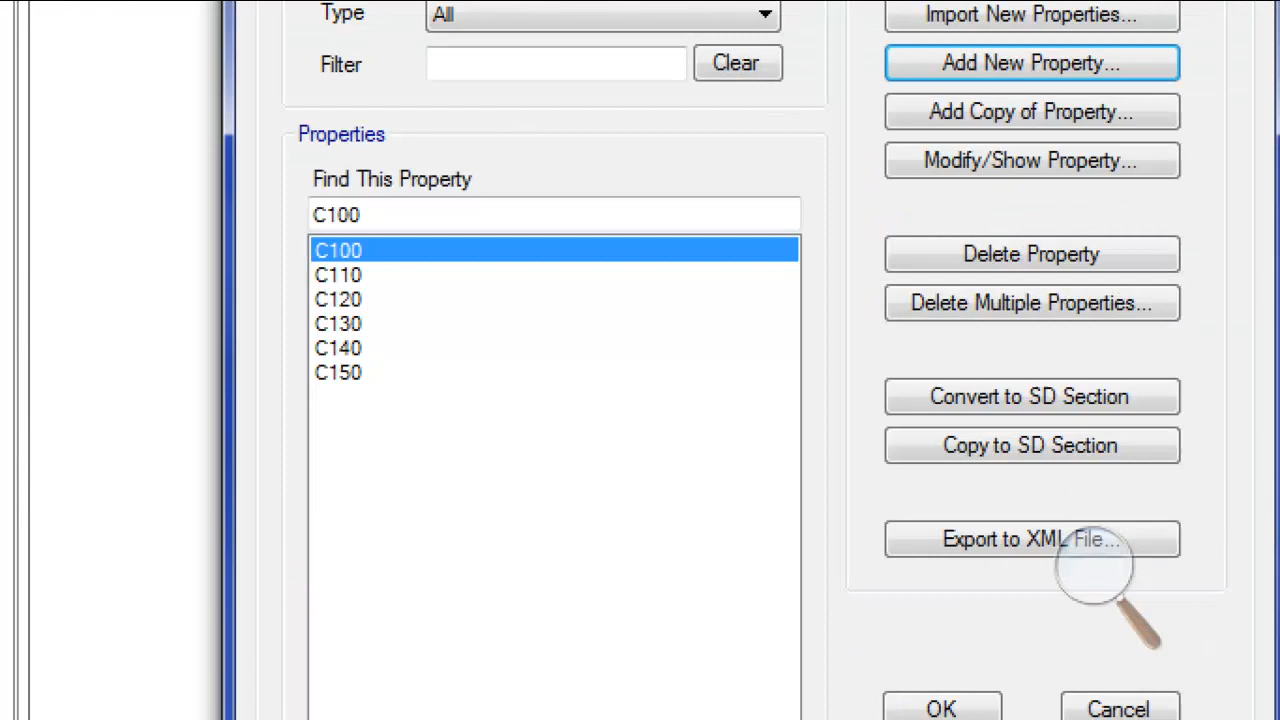 Type
All
Filter
Clear
Properties
Find This Property
C100
C100
C110
C120
C130
C140
C150
Import New Properties...
Add New Property...
Add Copy of Property...
Modify/Show Property...
Delete Property
Delete Multiple Properties...
Convert to SD Section
Copy to SD Section
Export to XML File...
OK
Cancel